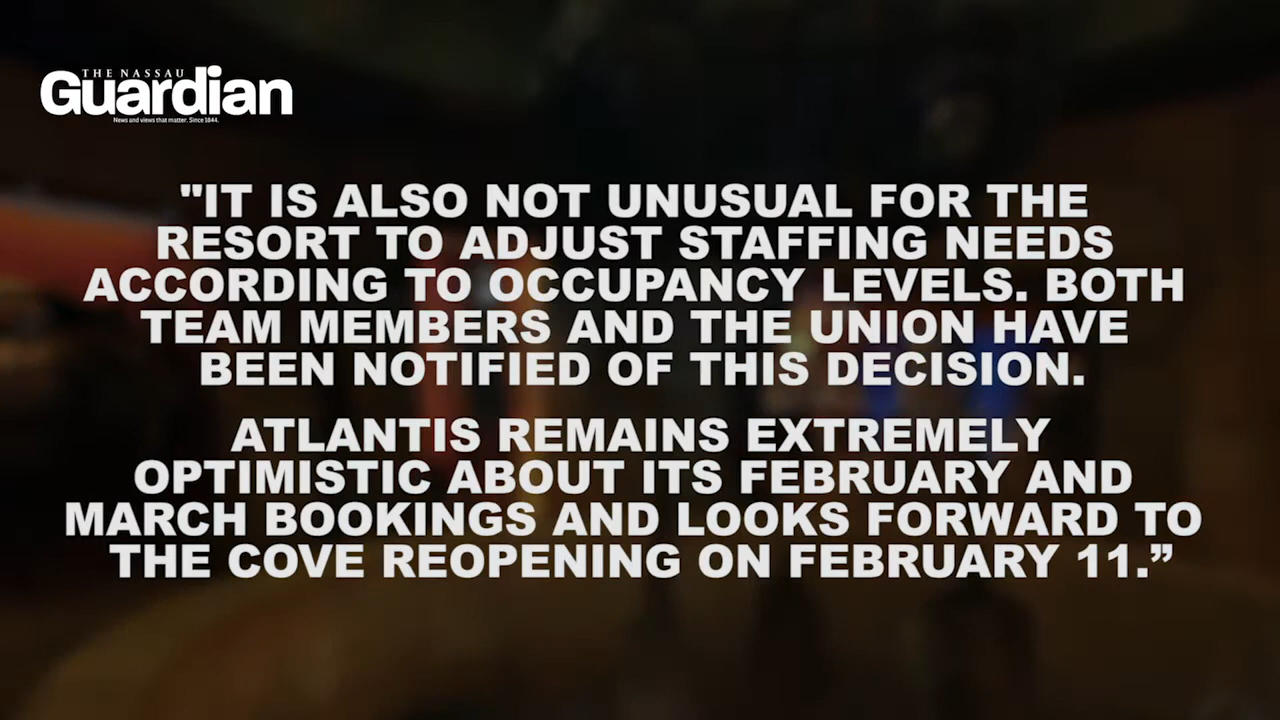 THE NASSAU
Guardian
News and views that matter. Since 1844.
"IT IS ALSO NOT UNUSUAL FOR THE
RESORT TO ADJUST STAFFING NEEDS
ACCORDING TO OCCUPANCY LEVELS. BOTH
TEAM MEMBERS AND THE UNION HAVE
BEEN NOTIFIED OF THIS DECISION.
ATLANTIS REMAINS EXTREMELY
OPTIMISTIC ABOUT ITS FEBRUARY AND
MARCH BOOKINGS AND LOOKS FORWARD TO
THE COVE REOPENING ON FEBRUARY 11.”